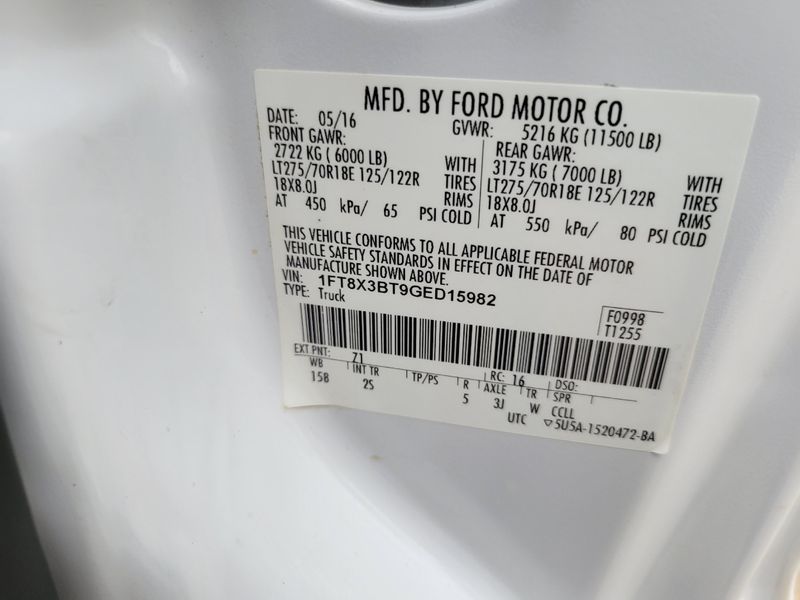 MFD. BY FORD MOTOR CO.
DATE: 05/16 GVWR: 5216 KG (11500 LB)
FRONT GAWR: REAR GAWR:
2722 KG ( 6000 LB) WITH 3175 KG ( 7000 LB) WITH
LT275/70R18E 125/122R TIRES LT275/70R18E 125/122R TIRES
18X8.0J RIMS 18X8.0J RIMS
AT 450 kPa/ 65 PSI COLD AT 550 kPa/ 80 PSI COLD
THIS VEHICLE CONFORMS TO ALL APPLICABLE FEDERAL MOTOR
VEHICLE SAFETY STANDARDS IN EFFECT ON THE DATE OF
MANUFACTURE SHOWN ABOVE.
VIN: 1FT8X3BT9GED15982
TYPE: Truck
F0998
T1255
EXT PNT: Z1 RC: 16 DSO:
WB INT TR TP/PS R AXLE TR SPR
158 2S 5 3J W CCLL
UTC ▽5U5A-1520472-BA